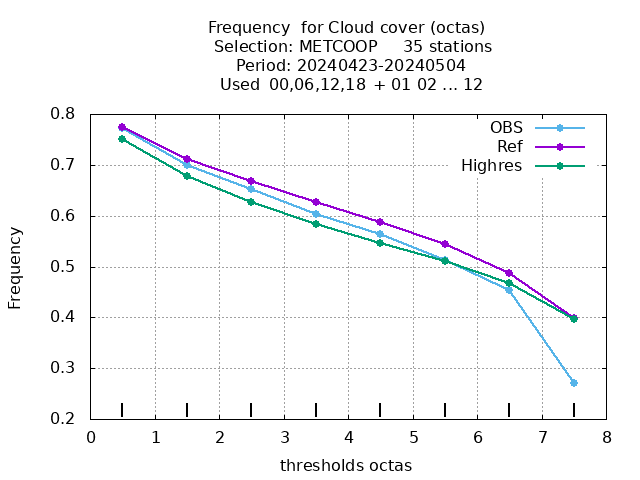 Frequency  for Cloud cover (octas)
Selection: METCOOP     35 stations
Period: 20240423-20240504
Used 00,06,12,18 + 01 02 ... 12
OBS
Ref
Highres
0.8
0.7
0.6
0.5
0.4
0.3
0.2
Frequency
0 1 2 3 4 5 6 7 8
thresholds octas